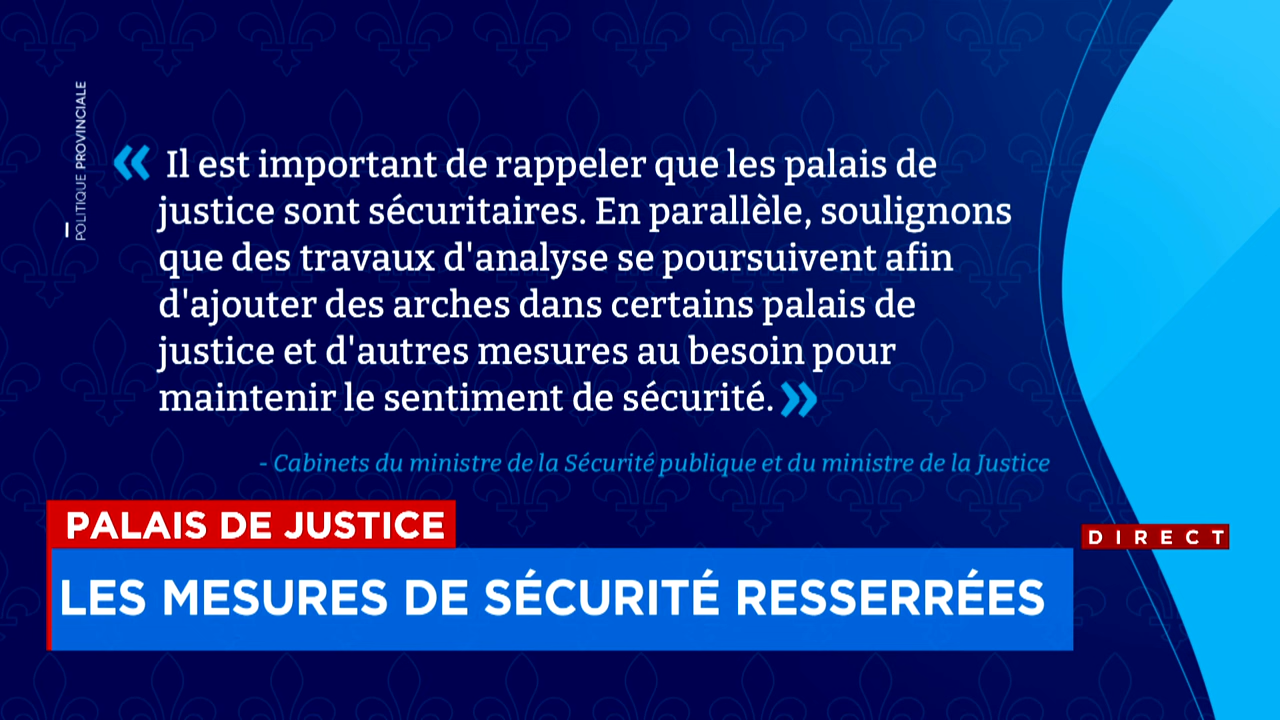 POLITIQUE PROVINCIALE
« Il est important de rappeler que les palais de
justice sont sécuritaires. En parallèle, soulignons
que des travaux d'analyse se poursuivent afin
d'ajouter des arches dans certains palais de
justice et d'autres mesures au besoin pour
maintenir le sentiment de sécurité. »
- Cabinets du ministre de la Sécurité publique et du ministre de la Justice
PALAIS DE JUSTICE
DIRECT
LES MESURES DE SÉCURITÉ RESSERRÉES